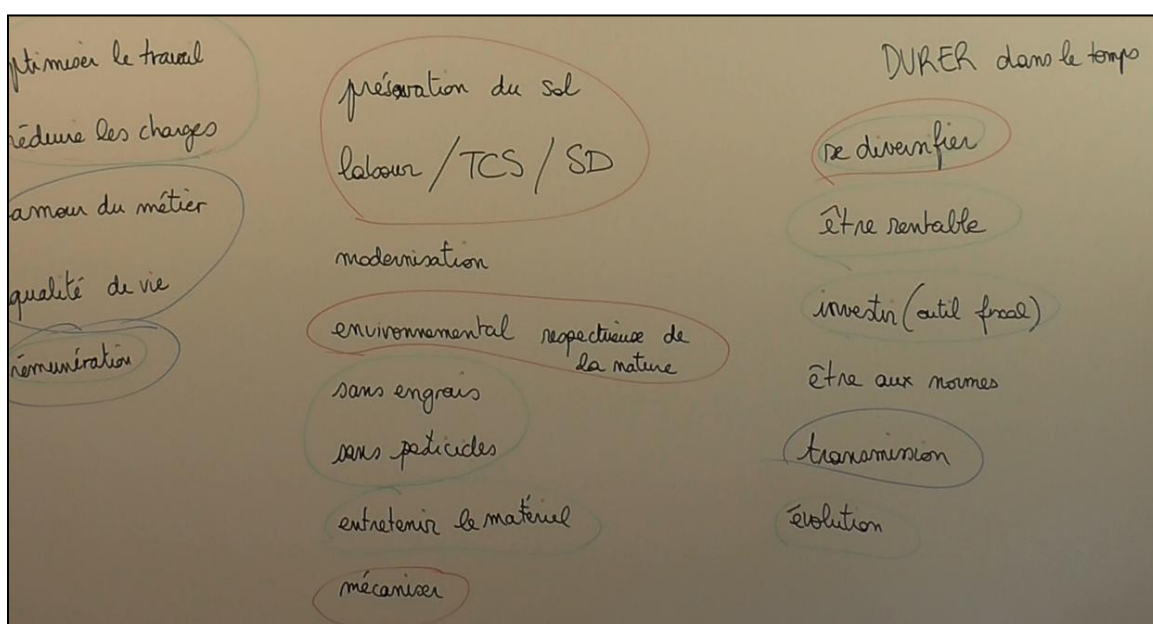 ptimiser le travail
réduire les charges
amour du métier
qualité de vie
rémunération
préservation du sol
labour / TCS / SD
modernisation
environnemental respectueuse de
la nature
sans engrais
sans peticides
entretenir le matériel
mécaniser
DURER dans le temps
se diversifier
être rentable
investir (outil fiscal)
être aux normes
transmission
évolution